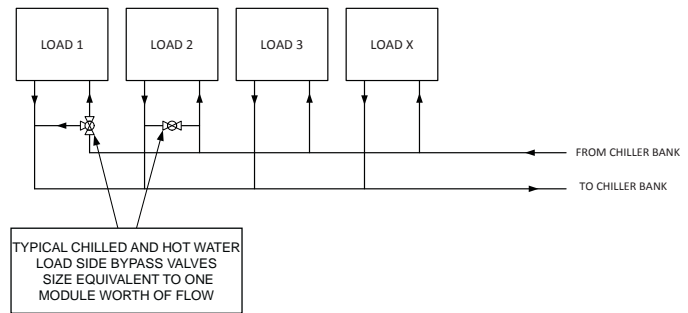 LOAD 1
LOAD 2
LOAD 3
LOAD X
FROM CHILLER BANK
TO CHILLER BANK
TYPICAL CHILLED AND HOT WATER
LOAD SIDE BYPASS VALVES
SIZE EQUIVALENT TO ONE
MODULE WORTH OF FLOW